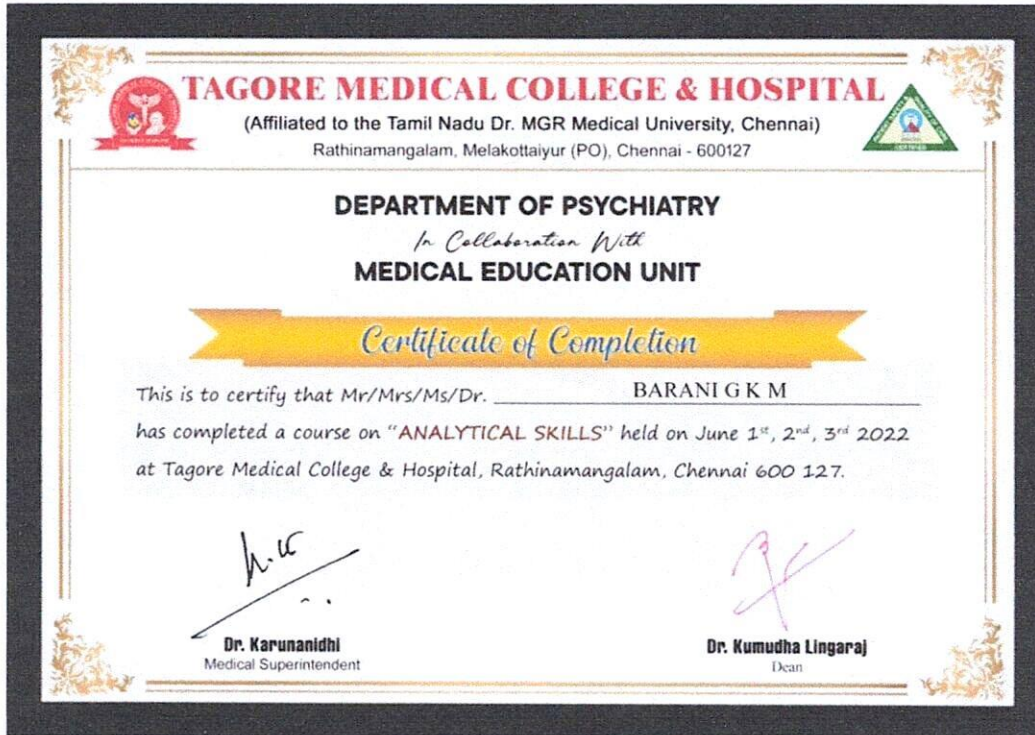 TAGORE MEDICAL COLLEGE & HOSPITAL
(Affiliated to the Tamil Nadu Dr. MGR Medical University, Chennai)
Rathinamangalam, Melakottaiyur (PO), Chennai - 600127
DEPARTMENT OF PSYCHIATRY
In Collaboration With
MEDICAL EDUCATION UNIT
Certificate of Completion
This is to certify that Mr/Mrs/Ms/Dr. BARANI G K M
has completed a course on "ANALYTICAL SKILLS" held on June 1st, 2nd, 3rd 2022
at Tagore Medical College & Hospital, Rathinamangalam, Chennai 600 127.
Dr. Karunanidhi
Medical Superintendent
Dr. Kumudha Lingaraj
Dean